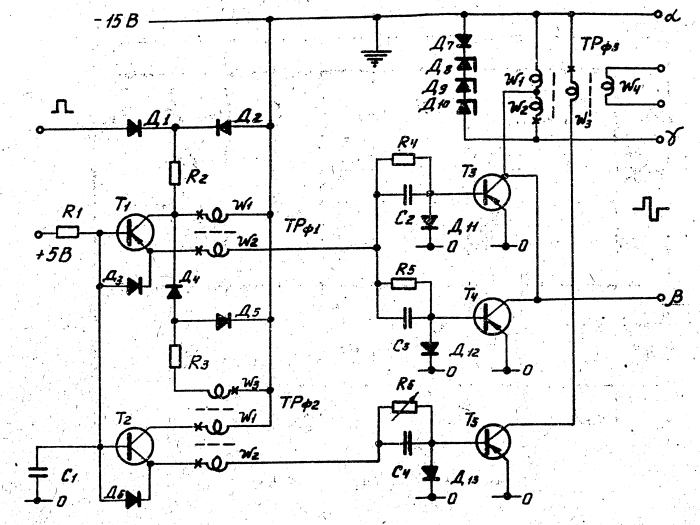 -15 В
α
Д7
ТРф3
Д8
W1
Д9
W4
W2
Д10
W3
Д1
Д2
γ
R4
R2
T3
T1
W1
C2
Д11
0
0
R1
ТРф1
+5В
W2
R5
Д3
Д4
T4
β
Д5
C3
Д12
R3
0
0
W3
R6
ТРф2
T2
W1
T5
W2
C4
Д13
C1
Д6
0
0
0